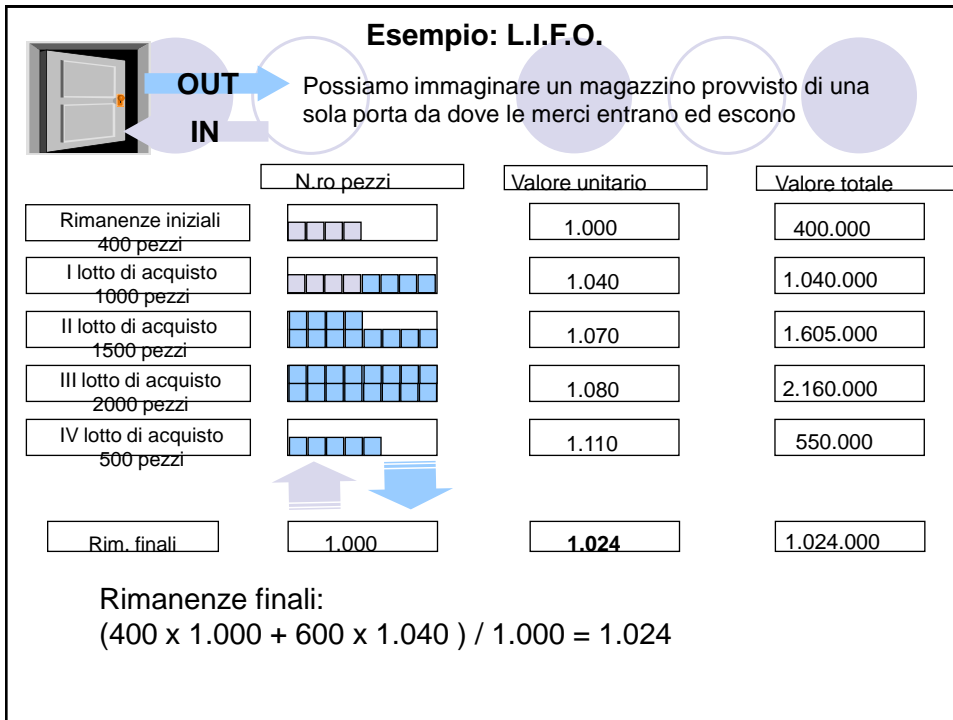 Esempio: L.I.F.O.
OUT
IN
Possiamo immaginare un magazzino provvisto di una
sola porta da dove le merci entrano ed escono
N.ro pezzi Valore unitario Valore totale
Rimanenze iniziali
400 pezzi
1.000 400.000
I lotto di acquisto
1000 pezzi
1.040 1.040.000
II lotto di acquisto
1500 pezzi
1.070 1.605.000
III lotto di acquisto
2000 pezzi
1.080 2.160.000
IV lotto di acquisto
500 pezzi
1.110 550.000
Rim. finali 1.000 1.024 1.024.000
Rimanenze finali:
(400 x 1.000 + 600 x 1.040 ) / 1.000 = 1.024